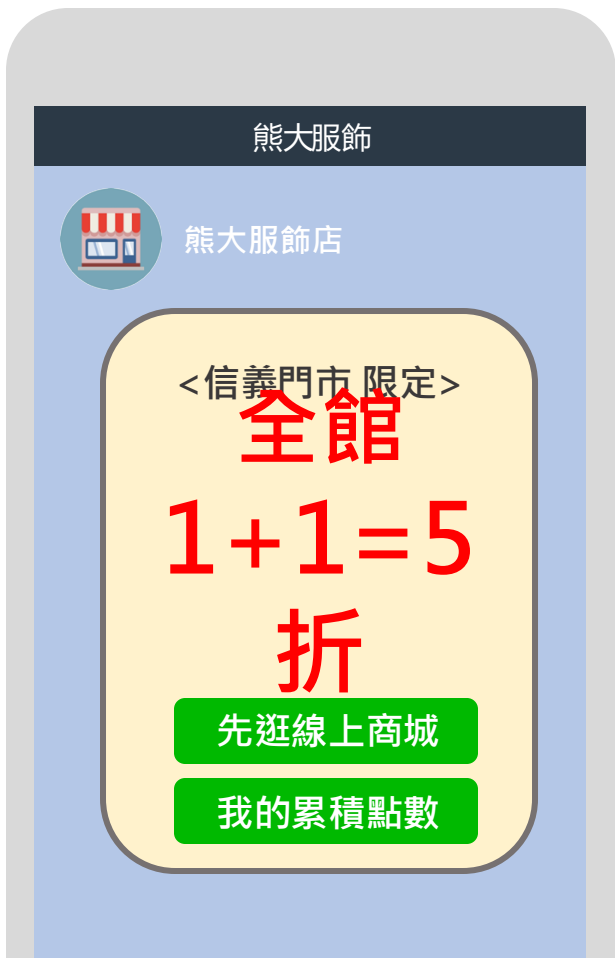 熊大服飾
熊大服飾店
<信義門市 限定>
全館
1+1=5
折
先逛線上商城
我的累積點數